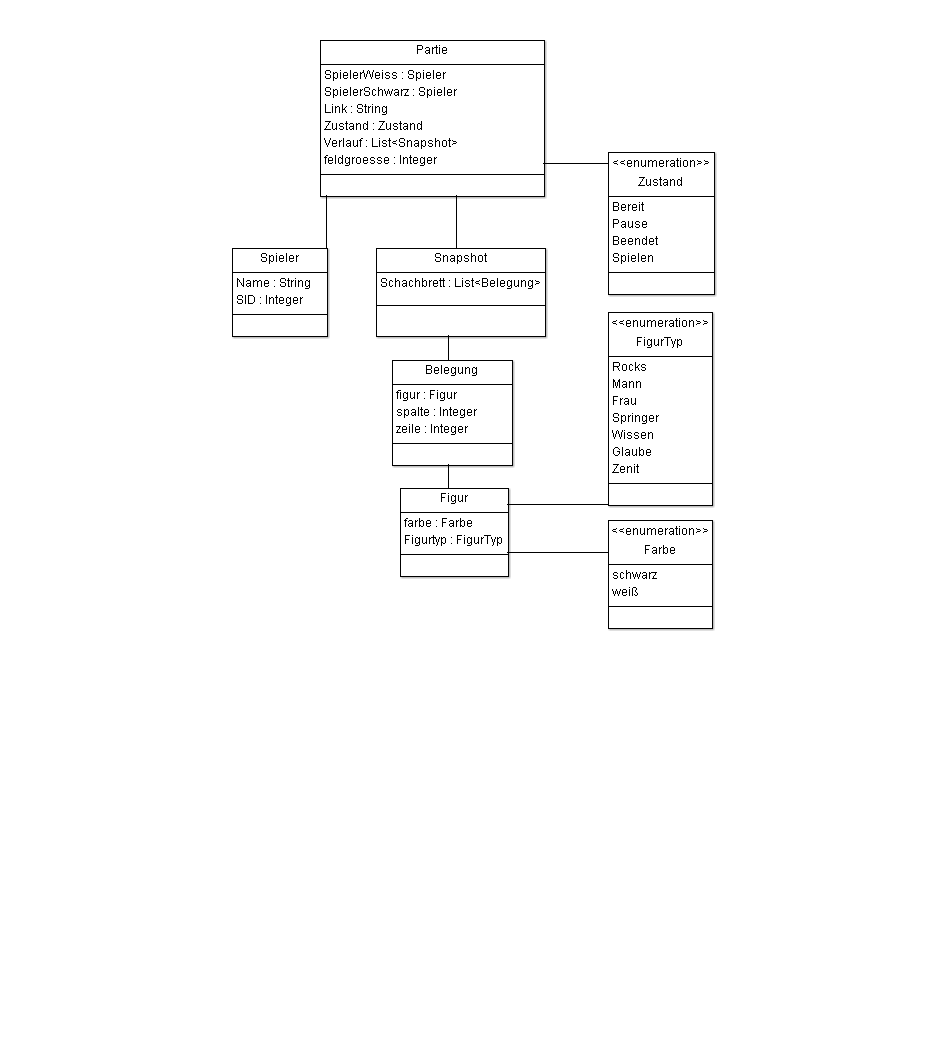 Partie
SpielerWeiss : Spieler
SpielerSchwarz : Spieler
Link : String
Zustand : Zustand
Verlauf : List<Snapshot>
feldgroesse : Integer
<<enumeration>>
Zustand
Bereit
Pause
Beendet
Spielen
Spieler
Name : String
SID : Integer
Snapshot
Schachbrett : List<Belegung>
<<enumeration>>
FigurTyp
Rocks
Mann
Frau
Springer
Wissen
Glaube
Zenit
Belegung
figur : Figur
spalte : Integer
zeile : Integer
Figur
farbe : Farbe
Figurtyp : FigurTyp
<<enumeration>>
Farbe
schwarz
weiß